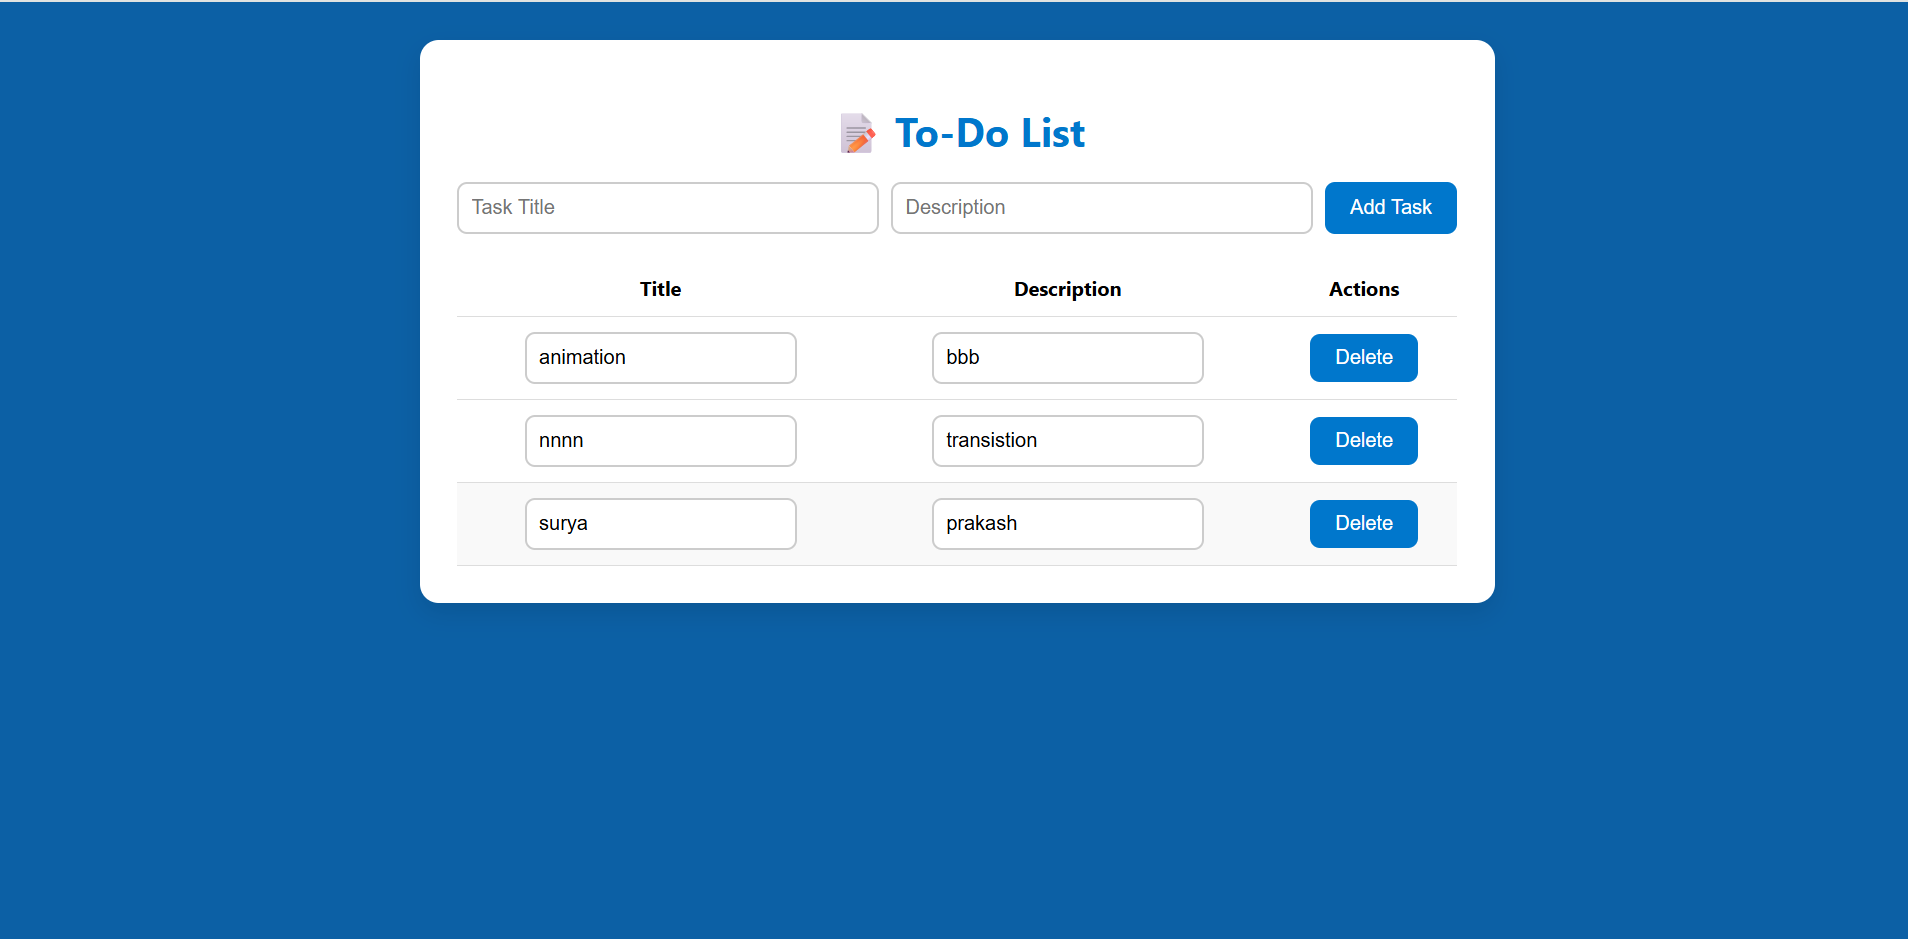 To-Do List
Task Title Description Add Task
Title Description Actions
animation bbb Delete
nnnn transistion Delete
surya prakash Delete